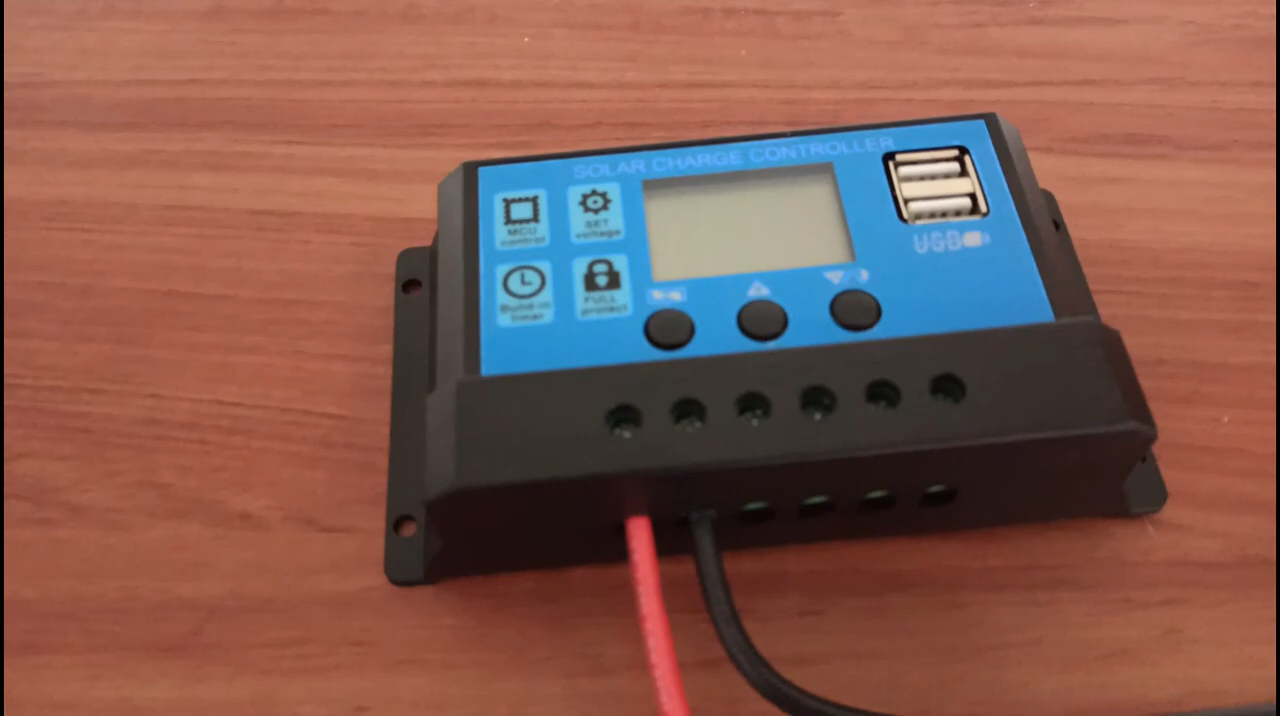 SOLAR CHARGE CONTROLLER
MCU
control
SET
voltage
Build-in
timer
FULL
protect
USB